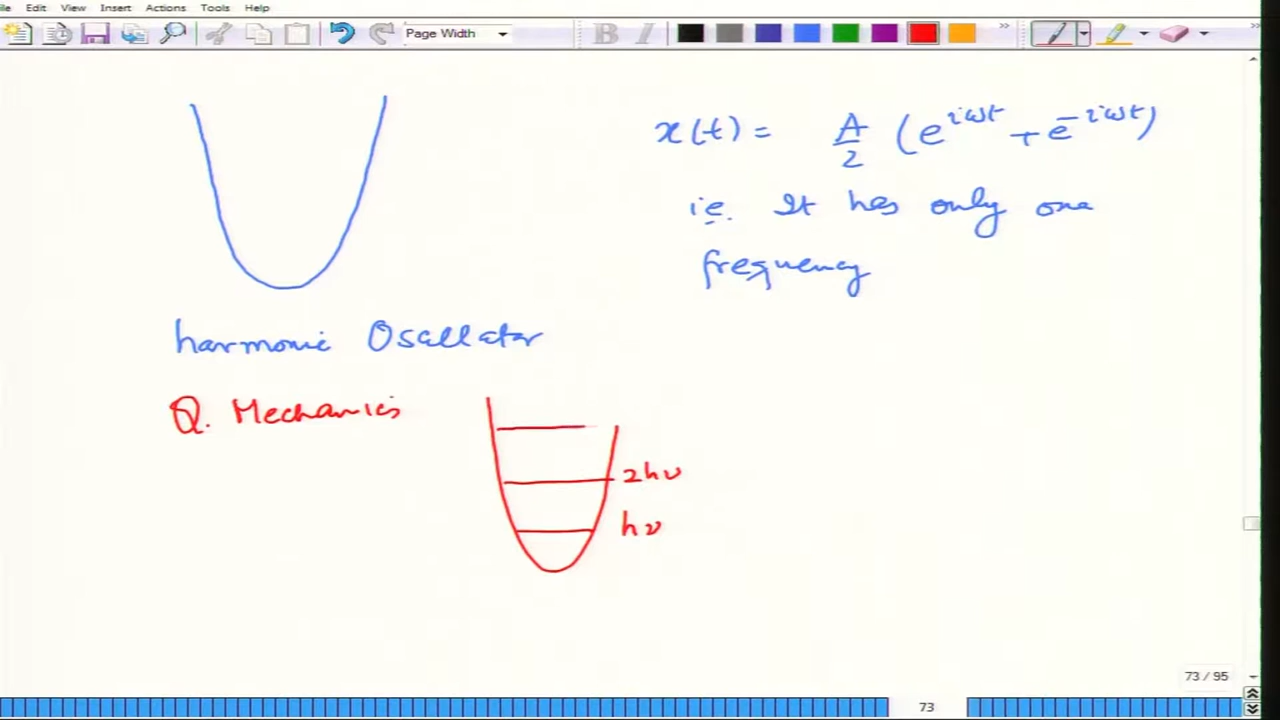 File Edit View Insert Actions Tools Help
Page Width
B I
x(t) = A/2 (e^{iωt} + e^{-iωt})
i.e. It has only one
frequency
harmonic Osallator
Q. Mechanics
2hν
hν
73 / 95
73